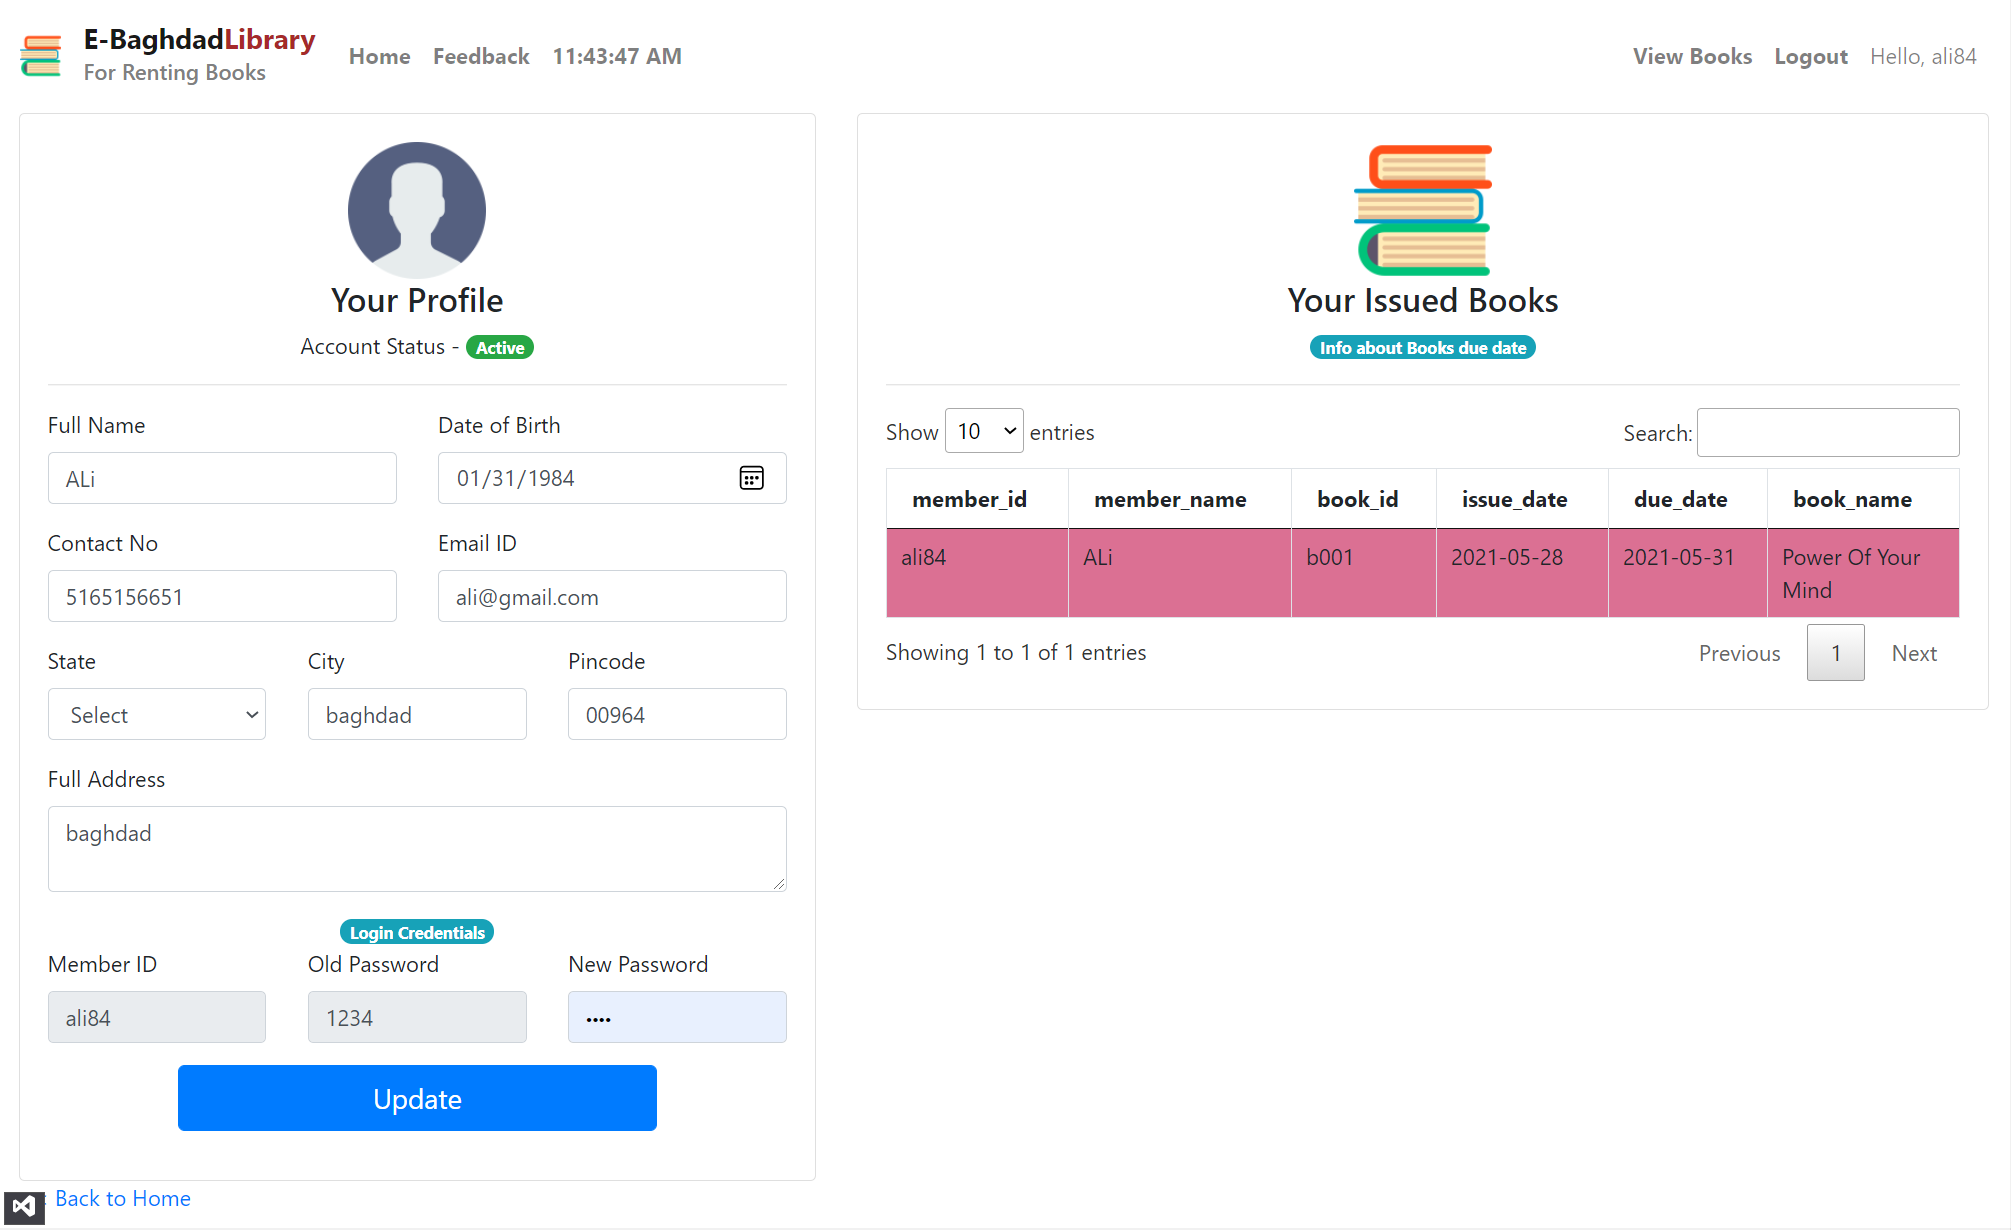 E-BaghdadLibrary
For Renting Books
Home Feedback 11:43:47 AM
View Books Logout Hello, ali84
Your Profile
Account Status - Active
Full Name Date of Birth
ALi 01/31/1984
Contact No Email ID
5165156651 ali@gmail.com
State City Pincode
Select baghdad 00964
Full Address
baghdad
Login Credentials
Member ID Old Password New Password
ali84 1234 ••••
Update
Back to Home
Your Issued Books
Info about Books due date
Show 10 entries Search:
member_id member_name book_id issue_date due_date book_name
ali84 ALi b001 2021-05-28 2021-05-31 Power Of Your
Mind
Showing 1 to 1 of 1 entries Previous 1 Next